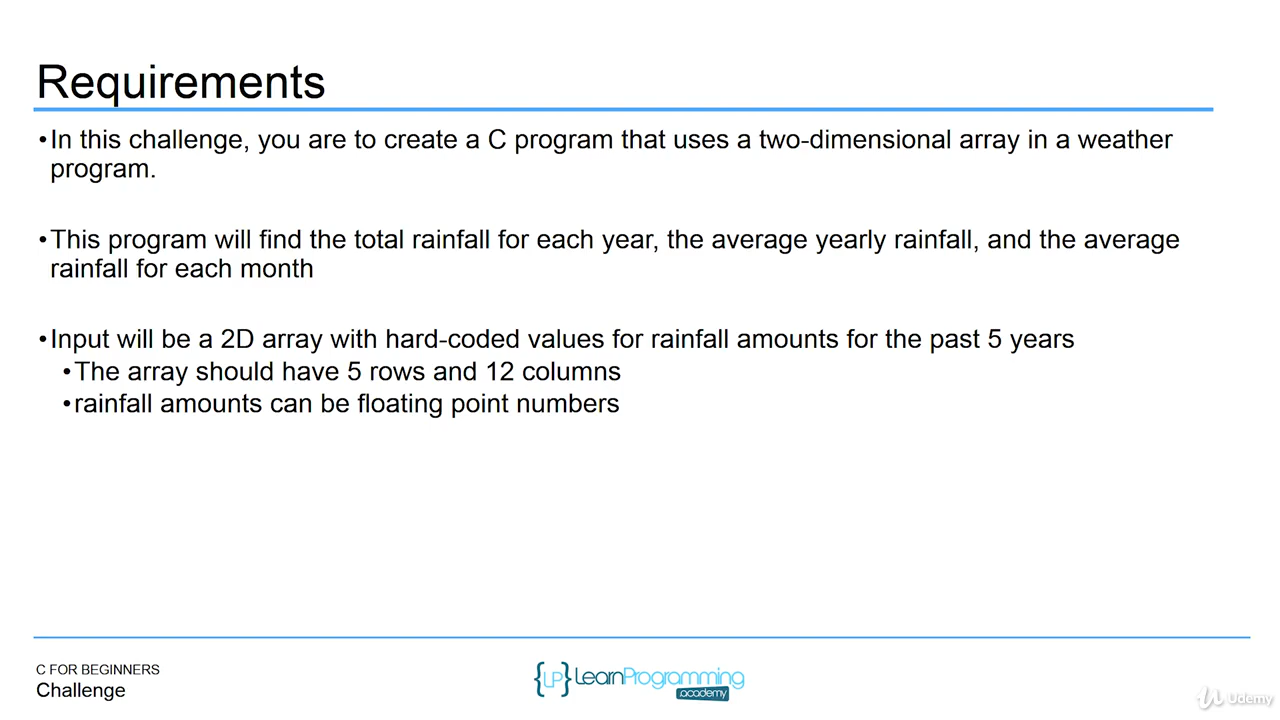 Requirements
•In this challenge, you are to create a C program that uses a two-dimensional array in a weather
program.
•This program will find the total rainfall for each year, the average yearly rainfall, and the average
rainfall for each month
•Input will be a 2D array with hard-coded values for rainfall amounts for the past 5 years
•The array should have 5 rows and 12 columns
•rainfall amounts can be floating point numbers
C FOR BEGINNERS
Challenge
{LP} LearnProgramming
.academy
Udemy